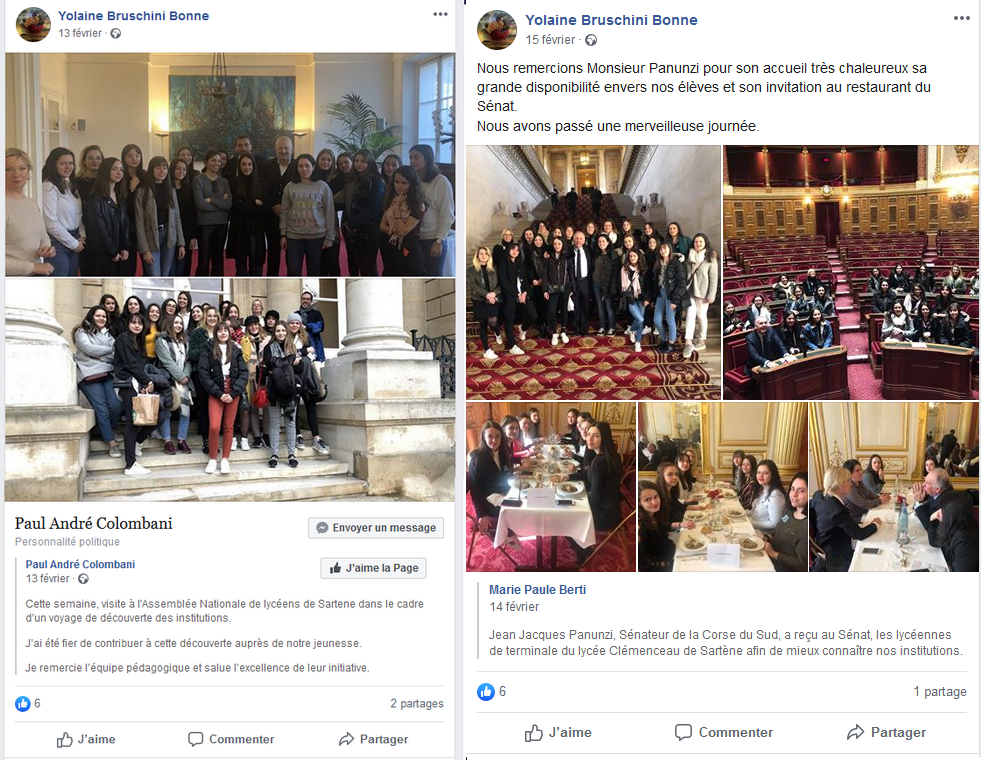 Yolaine Bruschini Bonne
13 février ·
Paul André Colombani
Personnalité politique
Envoyer un message
Paul André Colombani
13 février ·
J'aime la Page
Cette semaine, visite à l'Assemblée Nationale de lycéens de Sartene dans le cadre
d'un voyage de découverte des institutions.
J'ai été fier de contribuer à cette découverte auprès de notre jeunesse.
Je remercie l'équipe pédagogique et salue l'excellence de leur initiative.
6
2 partages
J'aime
Commenter
Partager
Yolaine Bruschini Bonne
15 février ·
Nous remercions Monsieur Panunzi pour son accueil très chaleureux sa
grande disponibilité envers nos élèves et son invitation au restaurant du
Sénat.
Nous avons passé une merveilleuse journée.
Marie Paule Berti
14 février
Jean Jacques Panunzi, Sénateur de la Corse du Sud, a reçu au Sénat, les lycéennes
de terminale du lycée Clémenceau de Sartène afin de mieux connaître nos institutions.
6
1 partage
J'aime
Commenter
Partager